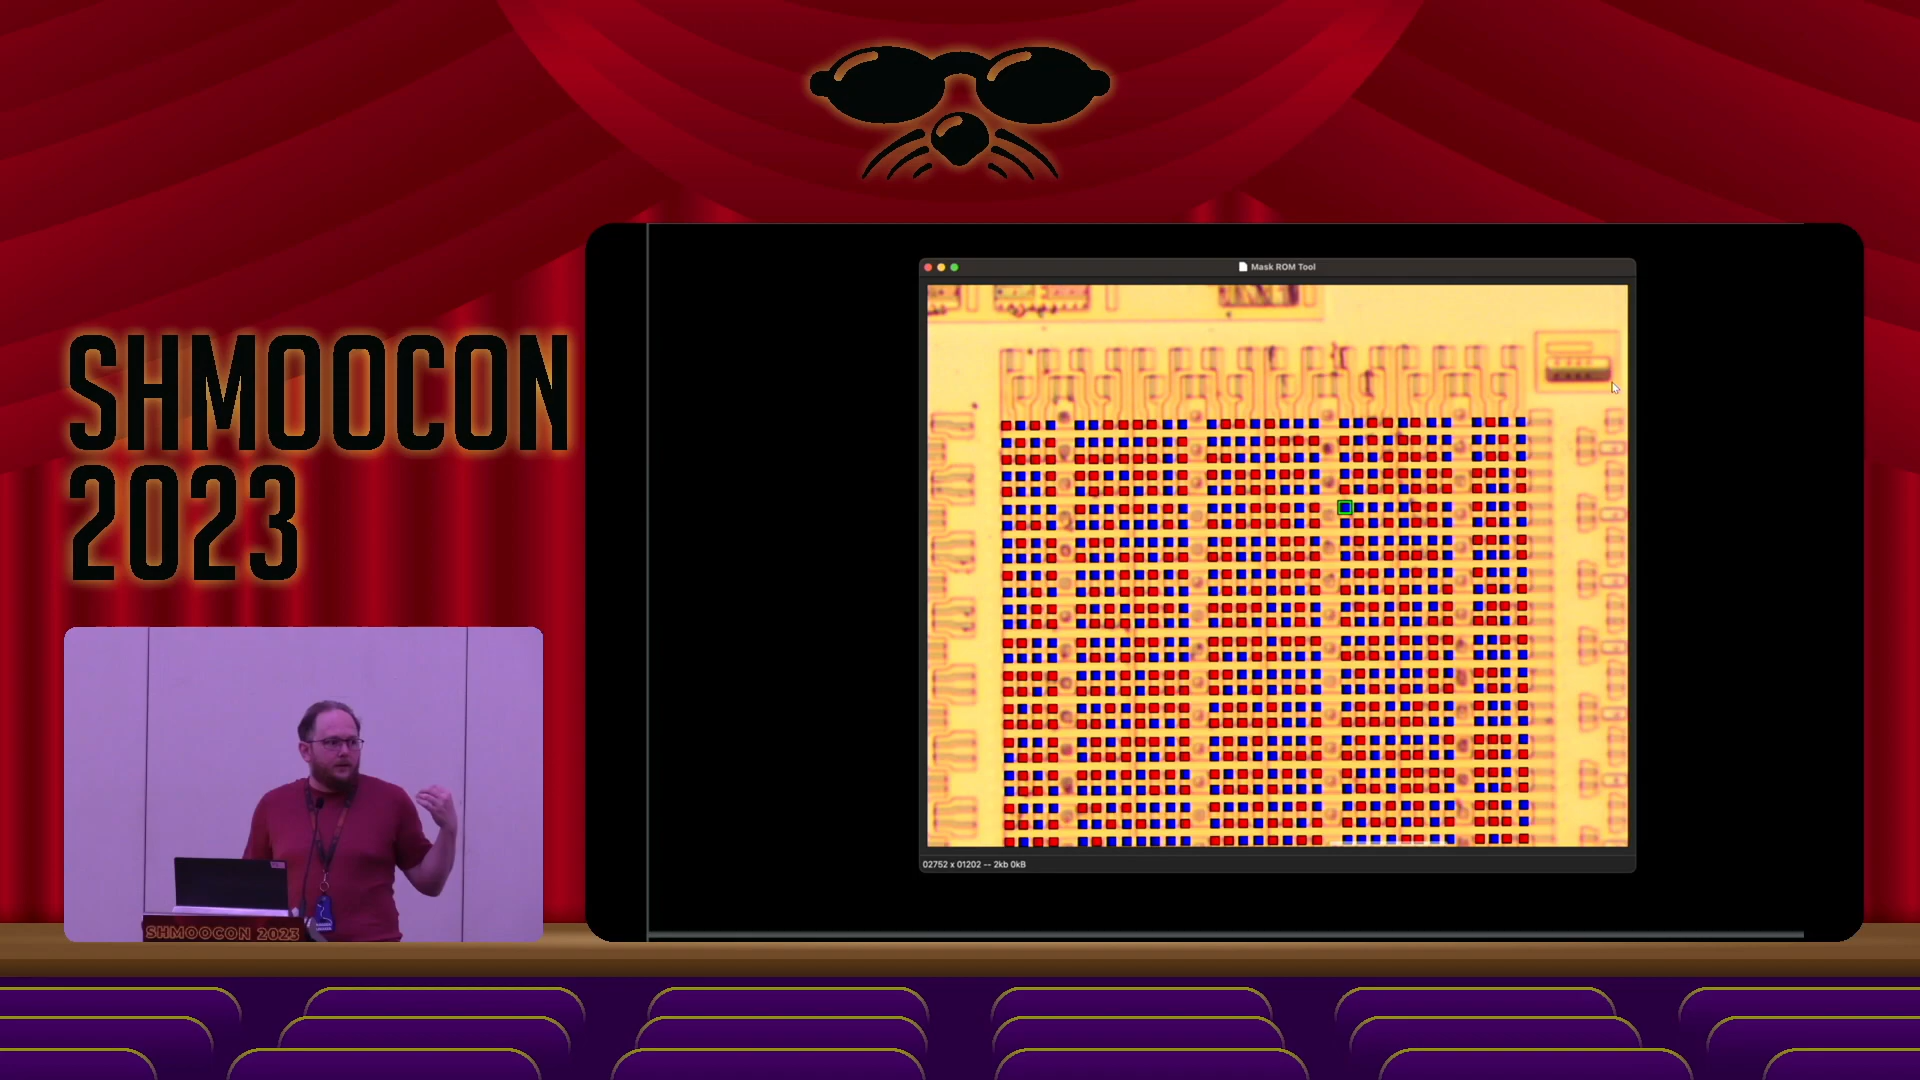 Mask ROM Tool
SHMOOCON
2023
02752 x 01202 -- 2kb 0kB
SHMOOCON 2023